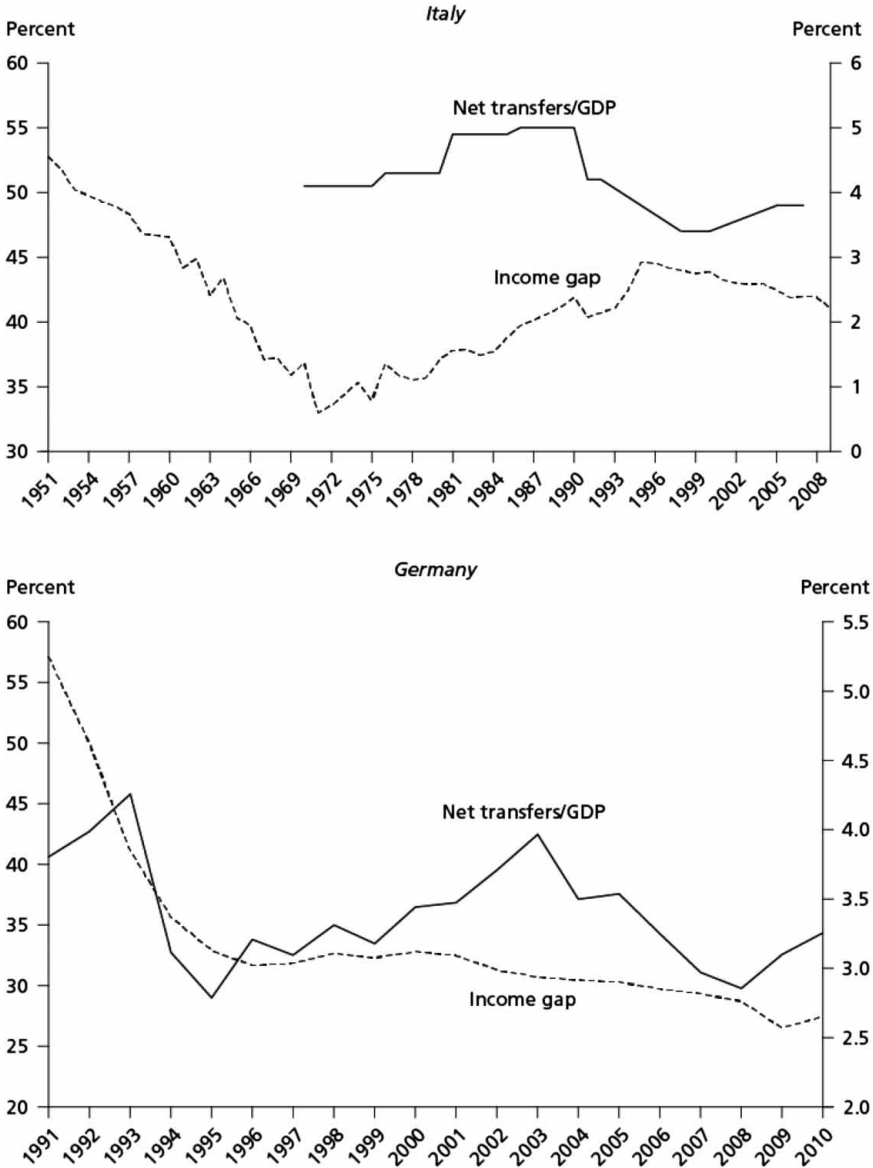 Italy
Percent Percent
60 6
Net transfers/GDP
55 5
50 4
45 3
Income gap
40 2
35 1
30 0
1951 1954 1957 1960 1963 1966 1969 1972 1975 1978 1981 1984 1987 1990 1993 1996 1999 2002 2005 2008
Germany
Percent Percent
60 5.5
55 5.0
50 4.5
45 4.0
Net transfers/GDP
40 3.5
35 3.0
30
Income gap
25 2.5
20 2.0
1991 1992 1993 1994 1995 1996 1997 1998 1999 2000 2001 2002 2003 2004 2005 2006 2007 2008 2009 2010